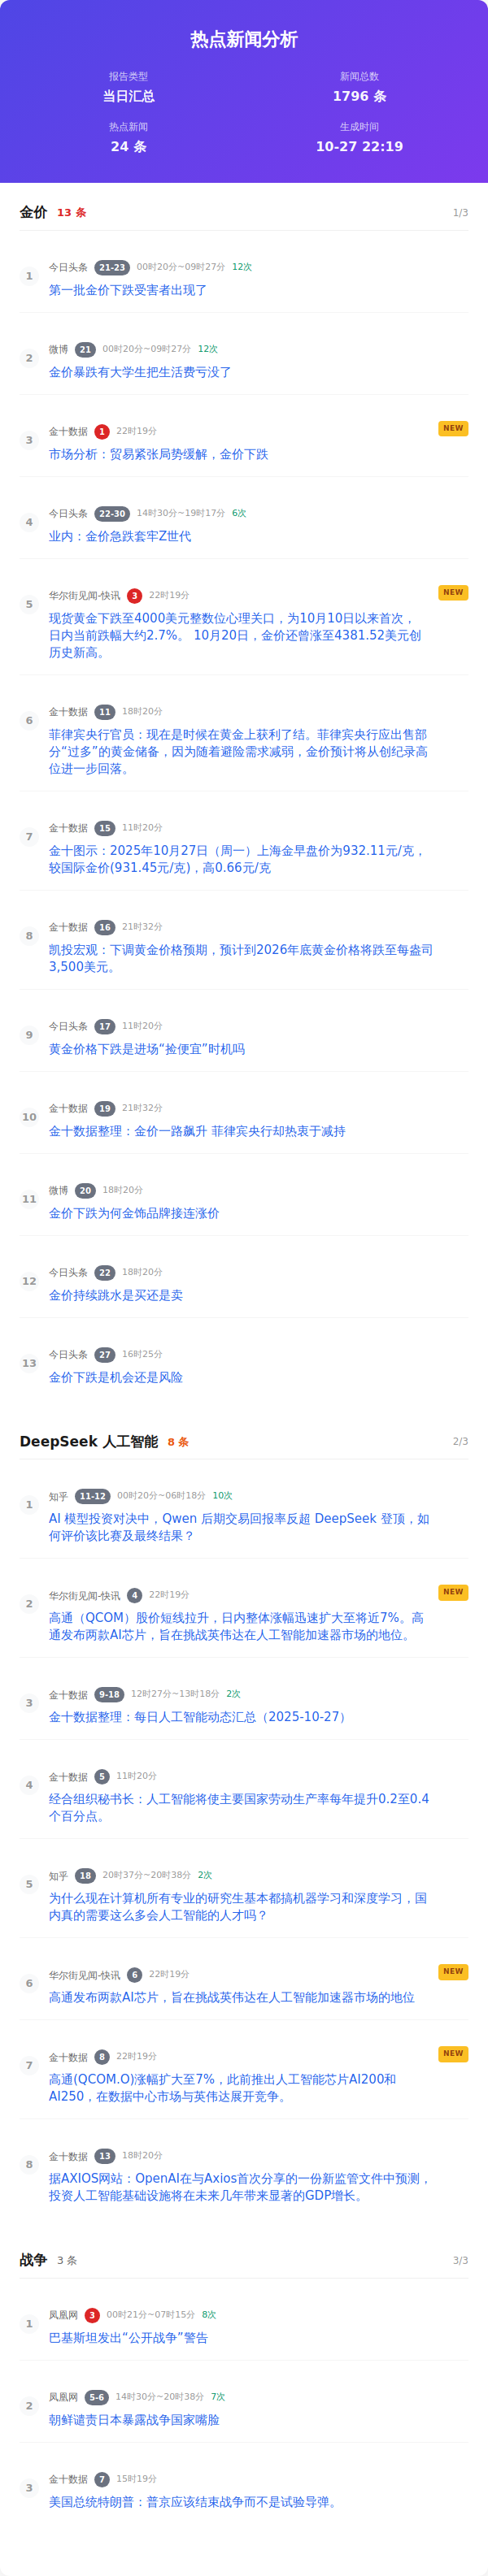 热点新闻分析
报告类型 新闻总数
当日汇总 1796 条
热点新闻 生成时间
24 条 10-27 22:19
金价 13 条 1/3
1
今日头条 21-23 00时20分~09时27分 12次
第一批金价下跌受害者出现了
2
微博 21 00时20分~09时27分 12次
金价暴跌有大学生把生活费亏没了
3
金十数据 1 22时19分 NEW
市场分析：贸易紧张局势缓解，金价下跌
4
今日头条 22-30 14时30分~19时17分 6次
业内：金价急跌套牢Z世代
5
华尔街见闻-快讯 3 22时19分 NEW
现货黄金下跌至4000美元整数位心理关口，为10月10日以来首次，
日内当前跌幅大约2.7%。 10月20日，金价还曾涨至4381.52美元创
历史新高。
6
金十数据 11 18时20分
菲律宾央行官员：现在是时候在黄金上获利了结。菲律宾央行应出售部
分“过多”的黄金储备，因为随着避险需求减弱，金价预计将从创纪录高
位进一步回落。
7
金十数据 15 11时20分
金十图示：2025年10月27日（周一）上海金早盘价为932.11元/克，
较国际金价(931.45元/克)，高0.66元/克
8
金十数据 16 21时32分
凯投宏观：下调黄金价格预期，预计到2026年底黄金价格将跌至每盎司
3,500美元。
9
今日头条 17 11时20分
黄金价格下跌是进场“捡便宜”时机吗
10
金十数据 19 21时32分
金十数据整理：金价一路飙升 菲律宾央行却热衷于减持
11
微博 20 18时20分
金价下跌为何金饰品牌接连涨价
12
今日头条 22 18时20分
金价持续跳水是买还是卖
13
今日头条 27 16时25分
金价下跌是机会还是风险
DeepSeek 人工智能 8 条 2/3
1
知乎 11-12 00时20分~06时18分 10次
AI 模型投资对决中，Qwen 后期交易回报率反超 DeepSeek 登顶，如
何评价该比赛及最终结果？
2
华尔街见闻-快讯 4 22时19分 NEW
高通（QCOM）股价短线拉升，日内整体涨幅迅速扩大至将近7%。高
通发布两款AI芯片，旨在挑战英伟达在人工智能加速器市场的地位。
3
金十数据 9-18 12时27分~13时18分 2次
金十数据整理：每日人工智能动态汇总（2025-10-27）
4
金十数据 5 11时20分
经合组织秘书长：人工智能将使主要国家劳动生产率每年提升0.2至0.4
个百分点。
5
知乎 18 20时37分~20时38分 2次
为什么现在计算机所有专业的研究生基本都搞机器学习和深度学习，国
内真的需要这么多会人工智能的人才吗？
6
华尔街见闻-快讯 6 22时19分 NEW
高通发布两款AI芯片，旨在挑战英伟达在人工智能加速器市场的地位
7
金十数据 8 22时19分 NEW
高通(QCOM.O)涨幅扩大至7%，此前推出人工智能芯片AI200和
AI250，在数据中心市场与英伟达展开竞争。
8
金十数据 13 18时20分
据AXIOS网站：OpenAI在与Axios首次分享的一份新监管文件中预测，
投资人工智能基础设施将在未来几年带来显著的GDP增长。
战争 3 条 3/3
1
凤凰网 3 00时21分~07时15分 8次
巴基斯坦发出“公开战争”警告
2
凤凰网 5-6 14时30分~20时38分 7次
朝鲜谴责日本暴露战争国家嘴脸
3
金十数据 7 15时19分
美国总统特朗普：普京应该结束战争而不是试验导弹。